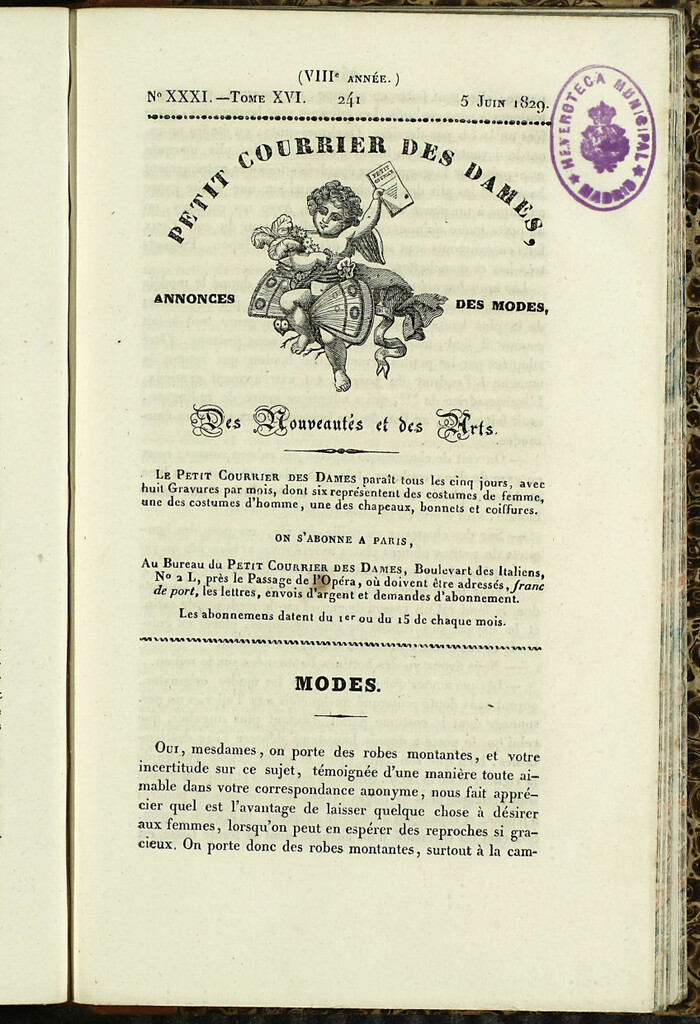 (VIIIe ANNÉE.)
No XXXI. — TOME XVI. 241 5 JUIN 1829.
HEMEROTECA MUNICIPAL
★ MADRID ★
PETIT COURRIER DES DAMES,
PETIT
ANNONCES DES MODES,
Des Nouveautés et des Arts.
LE PETIT COURRIER DES DAMES paraît tous les cinq jours, avec
huit Gravures par mois, dont six représentent des costumes de femme,
une des costumes d'homme, une des chapeaux, bonnets et coiffures.
ON S'ABONNE A PARIS,
Au Bureau du PETIT COURRIER DES DAMES, Boulevart des Italiens,
No 2 L, près le Passage de l'Opéra, où doivent être adressés, franc
de port, les lettres, envois d'argent et demandes d'abonnement.
Les abonnemens datent du 1er ou du 15 de chaque mois.
MODES.
OUI, mesdames, on porte des robes montantes, et votre
incertitude sur ce sujet, témoignée d'une manière toute ai-
mable dans votre correspondance anonyme, nous fait appré-
cier quel est l'avantage de laisser quelque chose à désirer
aux femmes, lorsqu'on peut en espérer des reproches si gra-
cieux. On porte donc des robes montantes, surtout à la cam-